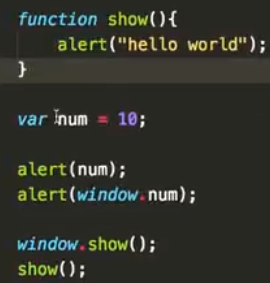 function show(){
    alert("hello world");
}
var num = 10;
alert(num);
alert(window.num);
window.show();
show();